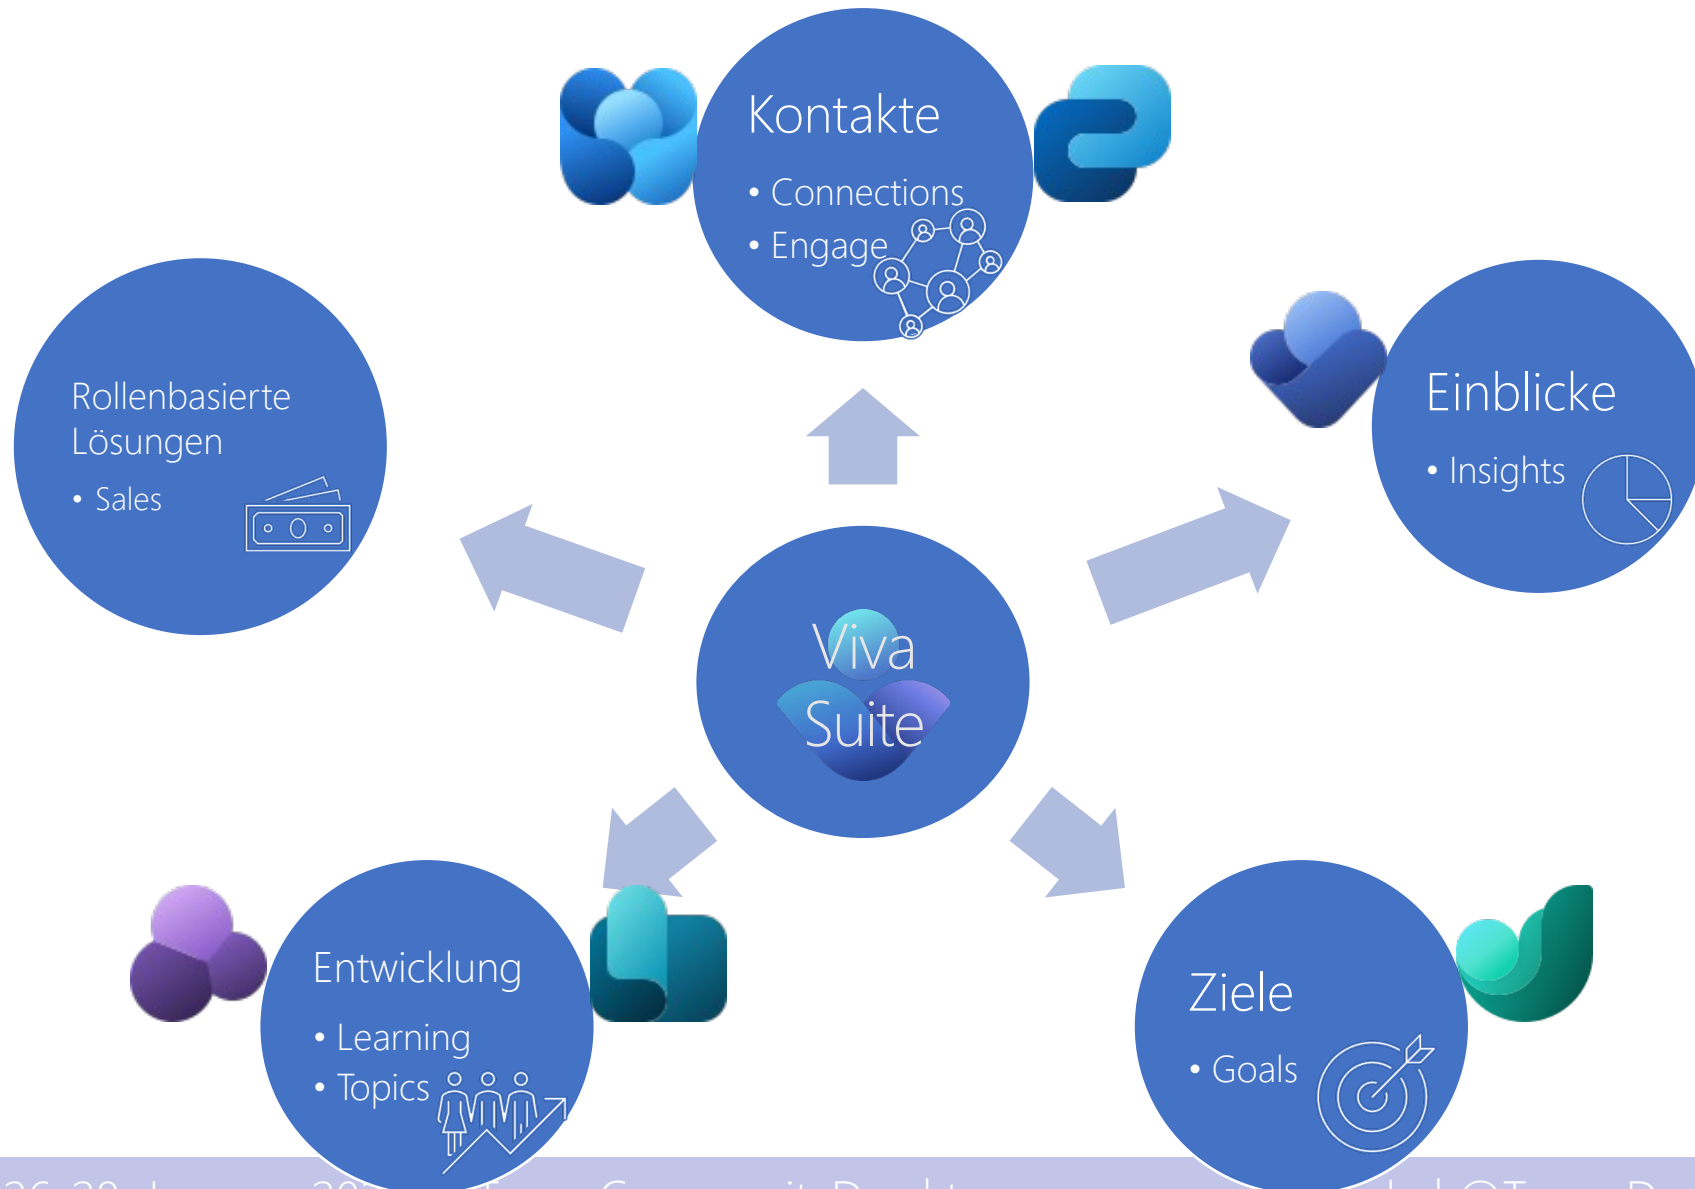 Kontakte
• Connections
• Engage
Rollenbasierte
Lösungen
• Sales
Einblicke
• Insights
Viva
Suite
Entwicklung
• Learning
• Topics
Ziele
• Goals